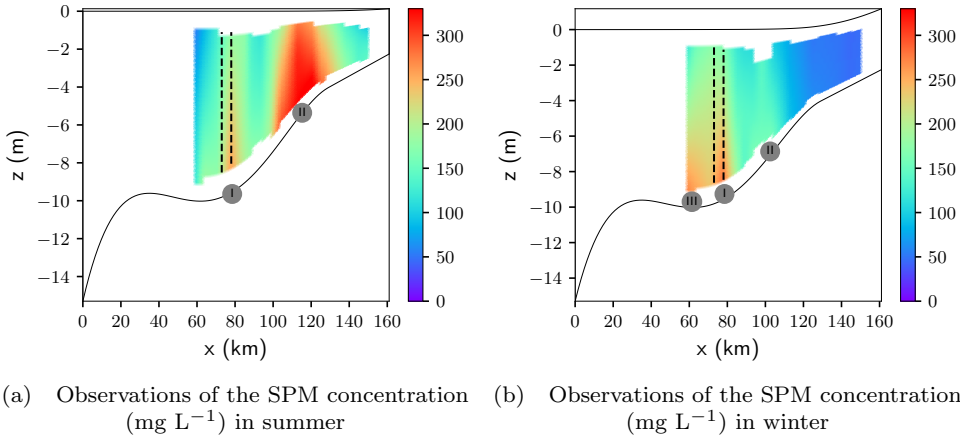 0
−2
−4
−6
−8
−10
−12
−14
z (m)
0 20 40 60 80 100 120 140 160
x (km)
I
II
300
250
200
150
100
50
0
0
−2
−4
−6
−8
−10
−12
−14
z (m)
0 20 40 60 80 100 120 140 160
x (km)
III
I
II
300
250
200
150
100
50
0
(a) Observations of the SPM concentration
(mg L−1) in summer
(b) Observations of the SPM concentration
(mg L−1) in winter